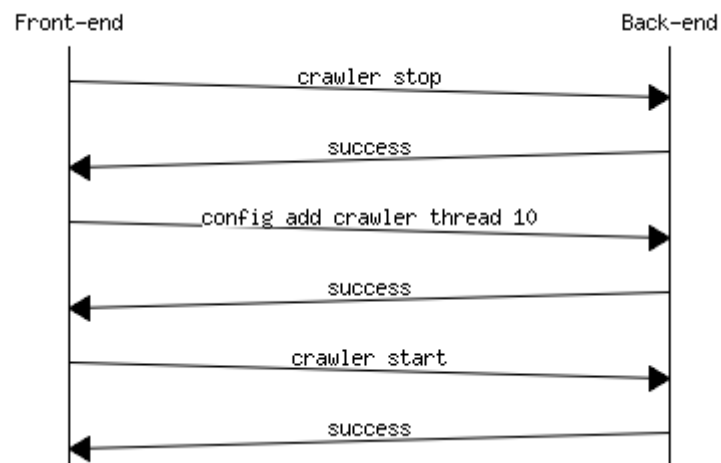 Front-end Back-end
crawler stop
success
config add crawler thread 10
success
crawler start
success